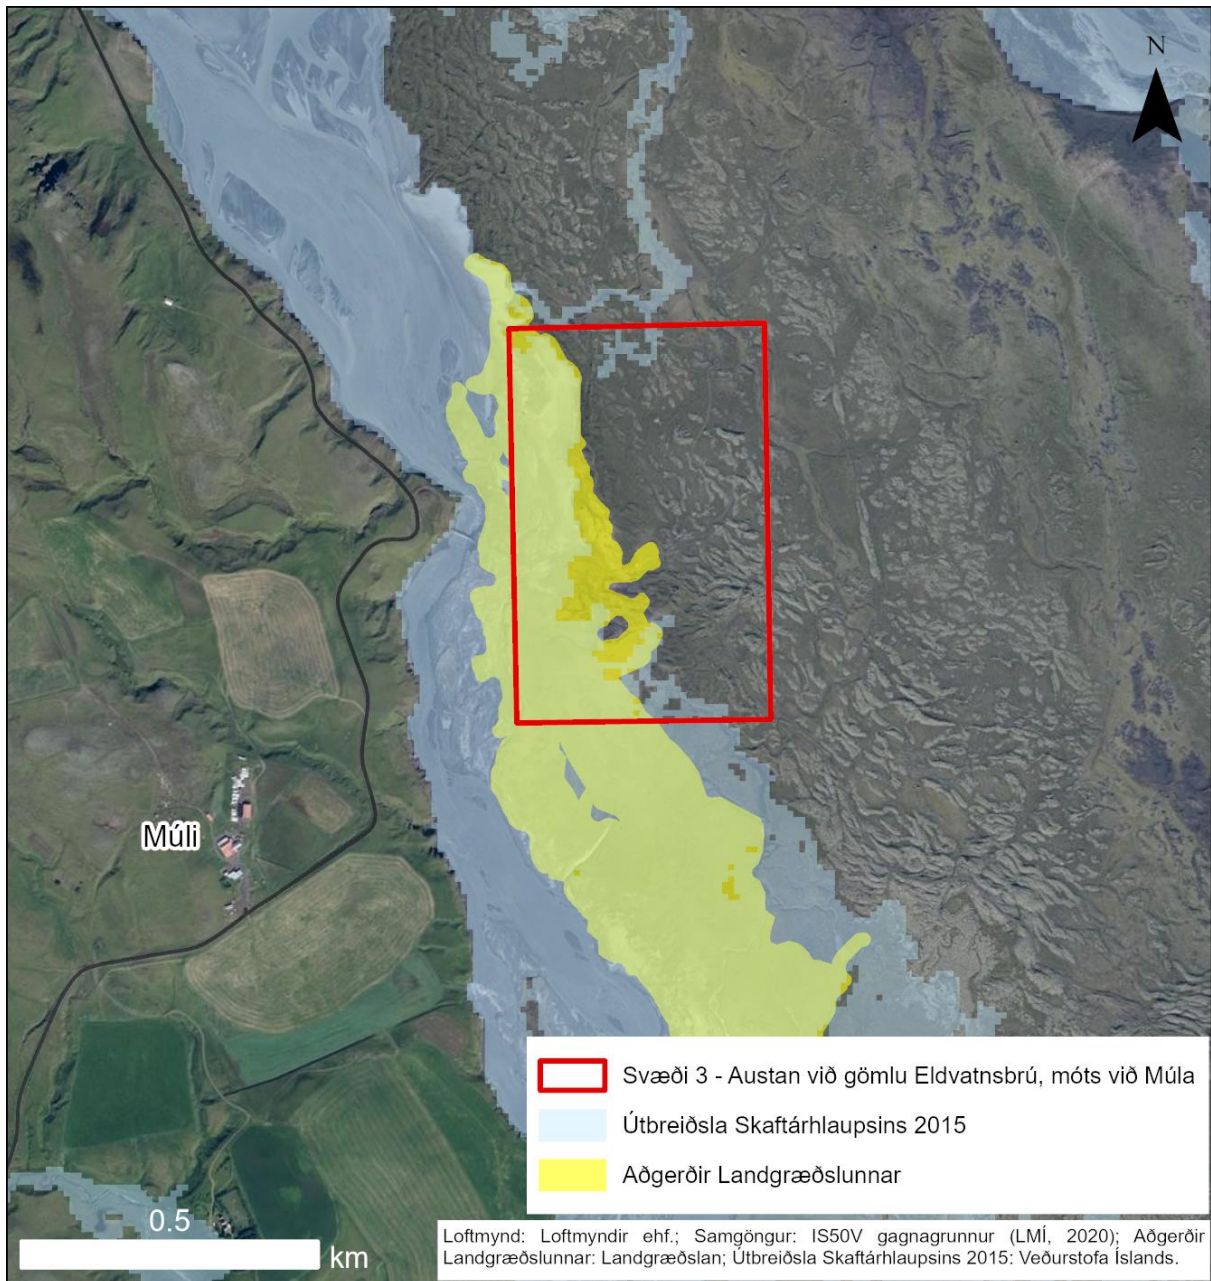 N
Múli
Svæði 3 - Austan við gömlu Eldvatnsbrú, móts við Múla
Útbreiðsla Skaftárhlaupsins 2015
Aðgerðir Landgræðslunnar
0.5
km
Loftmynd: Loftmyndir ehf.; Samgöngur: IS50V gagnagrunnur (LMÍ, 2020); Aðgerðir
Landgræðslunnar: Landgræðslan; Útbreiðsla Skaftárhlaupsins 2015: Veðurstofa Íslands.